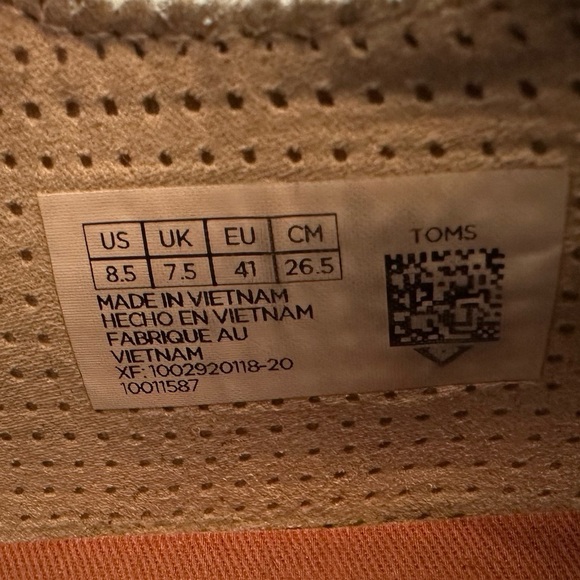 US UK EU CM
8.5 7.5 41 26.5
MADE IN VIETNAM
HECHO EN VIETNAM
FABRIQUE AU
VIETNAM
XF:1002920118-20
10011587
TOMS